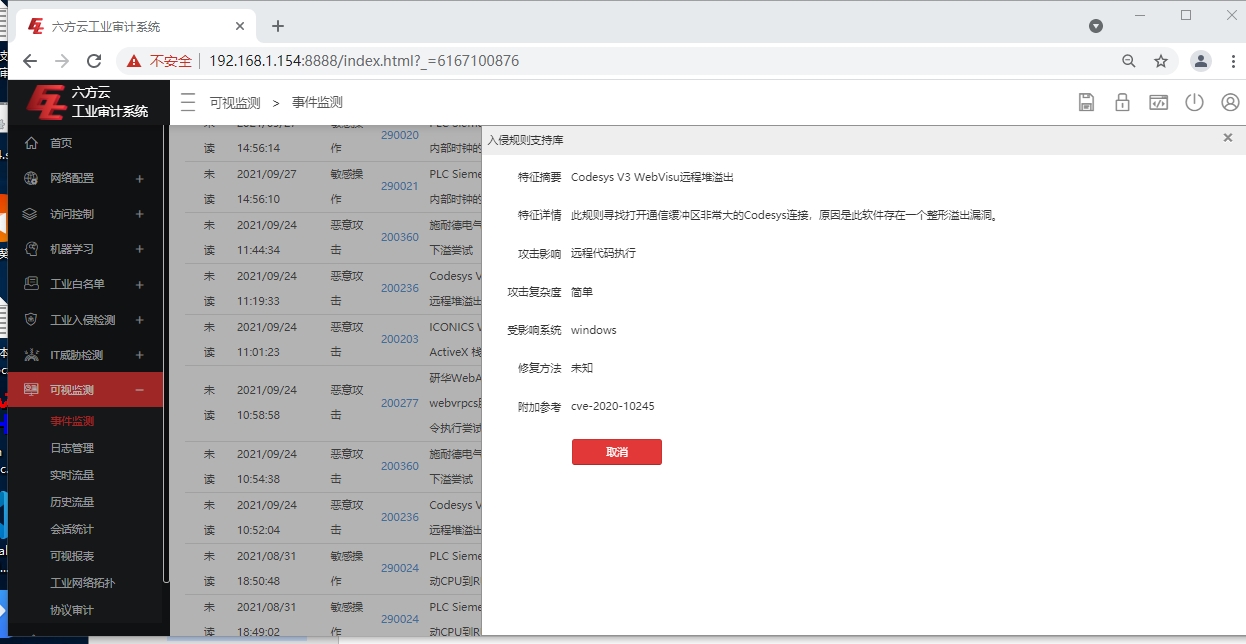 六方云工业审计系统
不安全 192.168.1.154:8888/index.html?_=6167100876
六方云
工业审计系统
可视监测 > 事件监测
首页
网络配置 +
访问控制 +
机器学习 +
工业白名单 +
工业入侵检测 +
IT威胁检测 +
可视监测 −
事件监测
日志管理
实时流量
历史流量
会话统计
可视报表
工业网络拓扑
协议审计
290020
读 14:56:14 作 内部时钟的
未 2021/09/27 敏感操 PLC Sieme
290021
读 14:56:10 作 内部时钟的
未 2021/09/24 恶意攻 施耐德电气
200360
读 11:44:34 击 下溢尝试
未 2021/09/24 恶意攻 Codesys V
200236
读 11:19:33 击 远程堆溢出
未 2021/09/24 恶意攻 ICONICS
200203
读 11:01:23 击 ActiveX 栈
研华WebA
未 2021/09/24 恶意攻
200277 webvrpcs
读 10:58:58 击
令执行尝试
未 2021/09/24 恶意攻 施耐德电气
200360
读 10:54:38 击 下溢尝试
未 2021/09/24 恶意攻 Codesys V
200236
读 10:52:04 击 远程堆溢出
未 2021/08/31 敏感操 PLC Sieme
290024
读 18:50:48 作 动CPU到R
未 2021/08/31 敏感操 PLC Sieme
290024
读 18:49:02 作 动CPU到R
入侵规则支持库
特征摘要 Codesys V3 WebVisu远程堆溢出
特征详情 此规则寻找打开通信缓冲区非常大的Codesys连接，原因是此软件存在一个整形溢出漏洞。
攻击影响 远程代码执行
攻击复杂度 简单
受影响系统 windows
修复方法 未知
附加参考 cve-2020-10245
取消